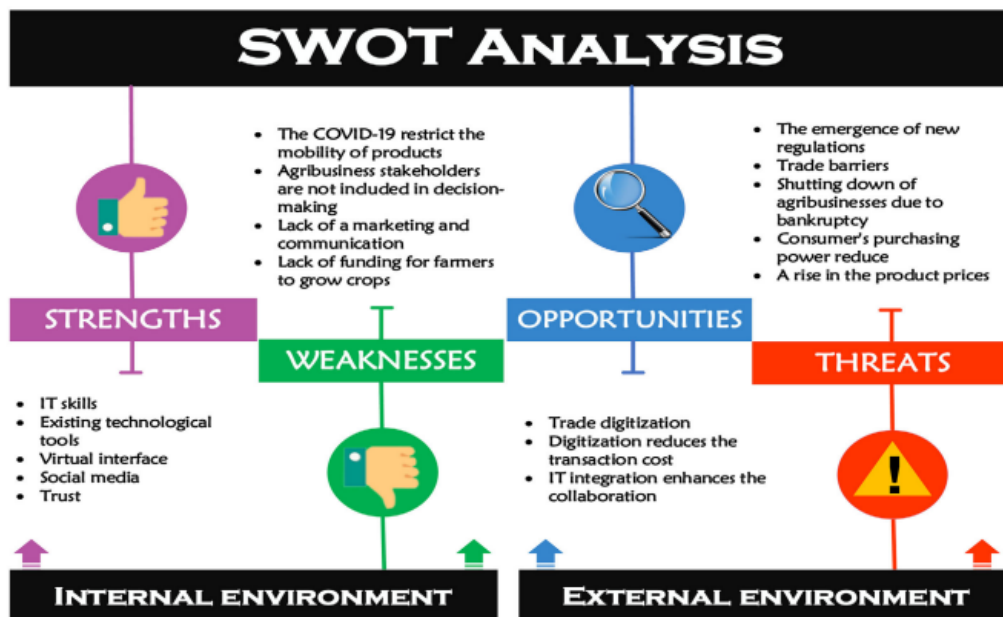 SWOT ANALYSIS
• The COVID-19 restrict the
mobility of products
• Agribusiness stakeholders
are not included in decision-
making
• Lack of a marketing and
communication
• Lack of funding for farmers
to grow crops
• The emergence of new
regulations
• Trade barriers
• Shutting down of
agribusinesses due to
bankruptcy
• Consumer's purchasing
power reduce
• A rise in the product prices
STRENGTHS
WEAKNESSES
OPPORTUNITIES
THREATS
• IT skills
• Existing technological
tools
• Virtual interface
• Social media
• Trust
• Trade digitization
• Digitization reduces the
transaction cost
• IT integration enhances the
collaboration
!
INTERNAL ENVIRONMENT
EXTERNAL ENVIRONMENT